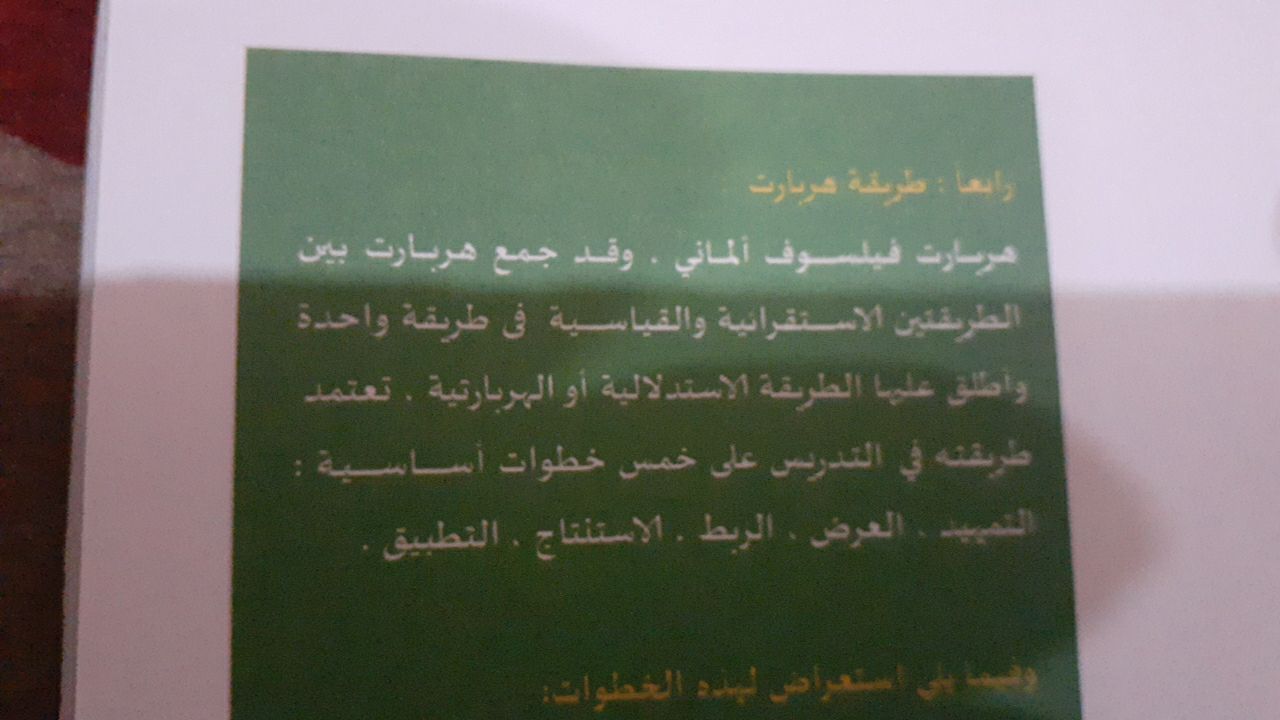 رابعا : طريقة هربارت
هربارت فيلسوف ألماني . وقد جمع هربارت بين
الطريقتين الاستقرائية والقياسية فى طريقة واحدة
وأطلق عليها الطريقة الاستدلالية أو الهربارتية . تعتمد
طريقته في التدريس على خمس خطوات أساسية :
التمهيد . العرض . الربط . الاستنتاج . التطبيق .
وفيما يلي استعراض لهذه الخطوات: